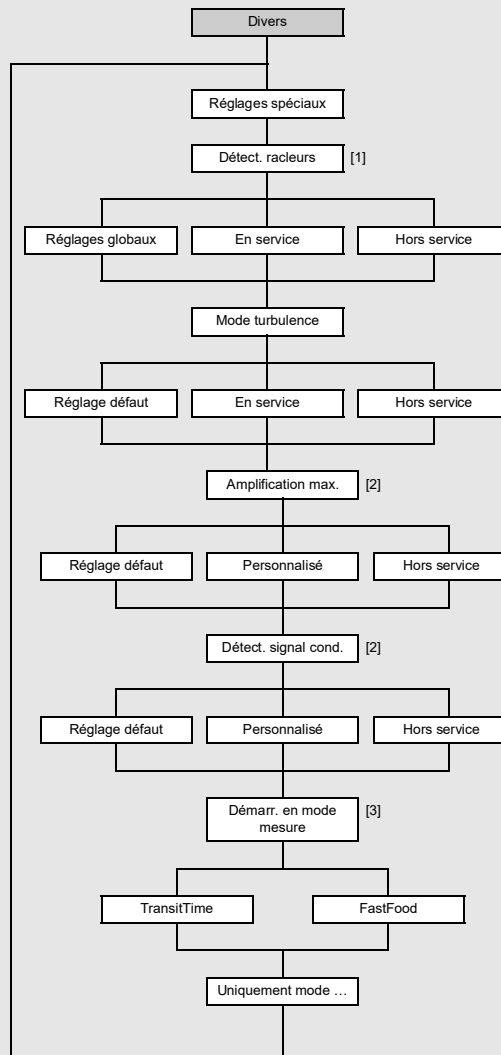 Divers
Réglages spéciaux
Détect. racleurs [1]
Réglages globaux En service Hors service
Mode turbulence
Réglage défaut En service Hors service
Amplification max. [2]
Réglage défaut Personnalisé Hors service
Détect. signal cond. [2]
Réglage défaut Personnalisé Hors service
Démarr. en mode [3]
mesure
TransitTime FastFood
Uniquement mode …